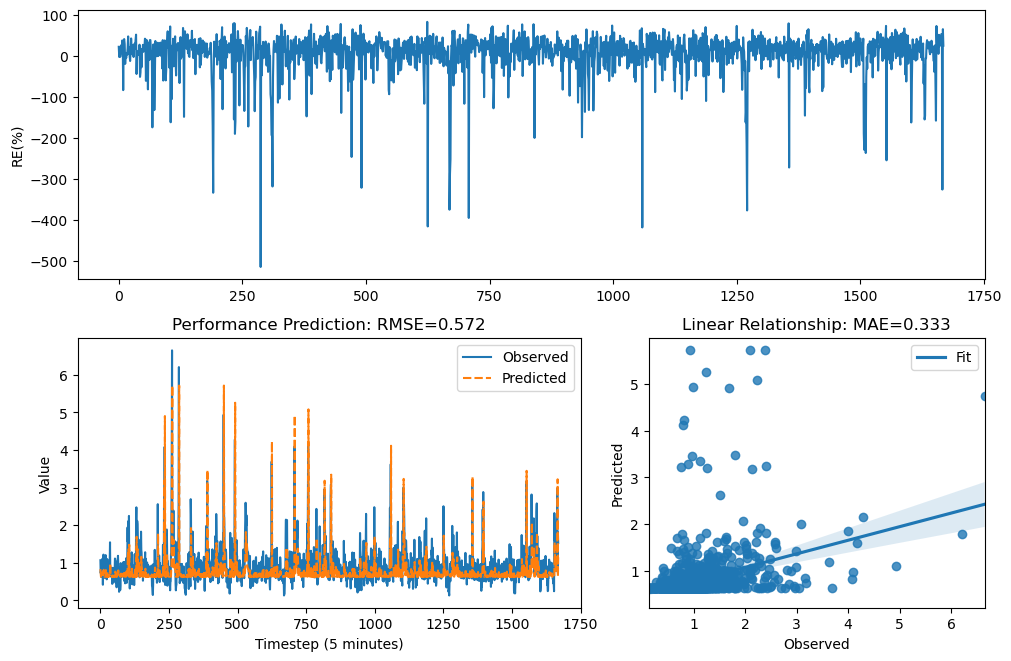 100
0
−100
−200
−300
−400
−500
RE(%)
0 250 500 750 1000 1250 1500 1750
Performance Prediction: RMSE=0.572
Observed
Predicted
6
5
4
3
2
1
0
Value
0 250 500 750 1000 1250 1500 1750
Timestep (5 minutes)
Linear Relationship: MAE=0.333
Fit
5
4
3
2
1
Predicted
1 2 3 4 5 6
Observed